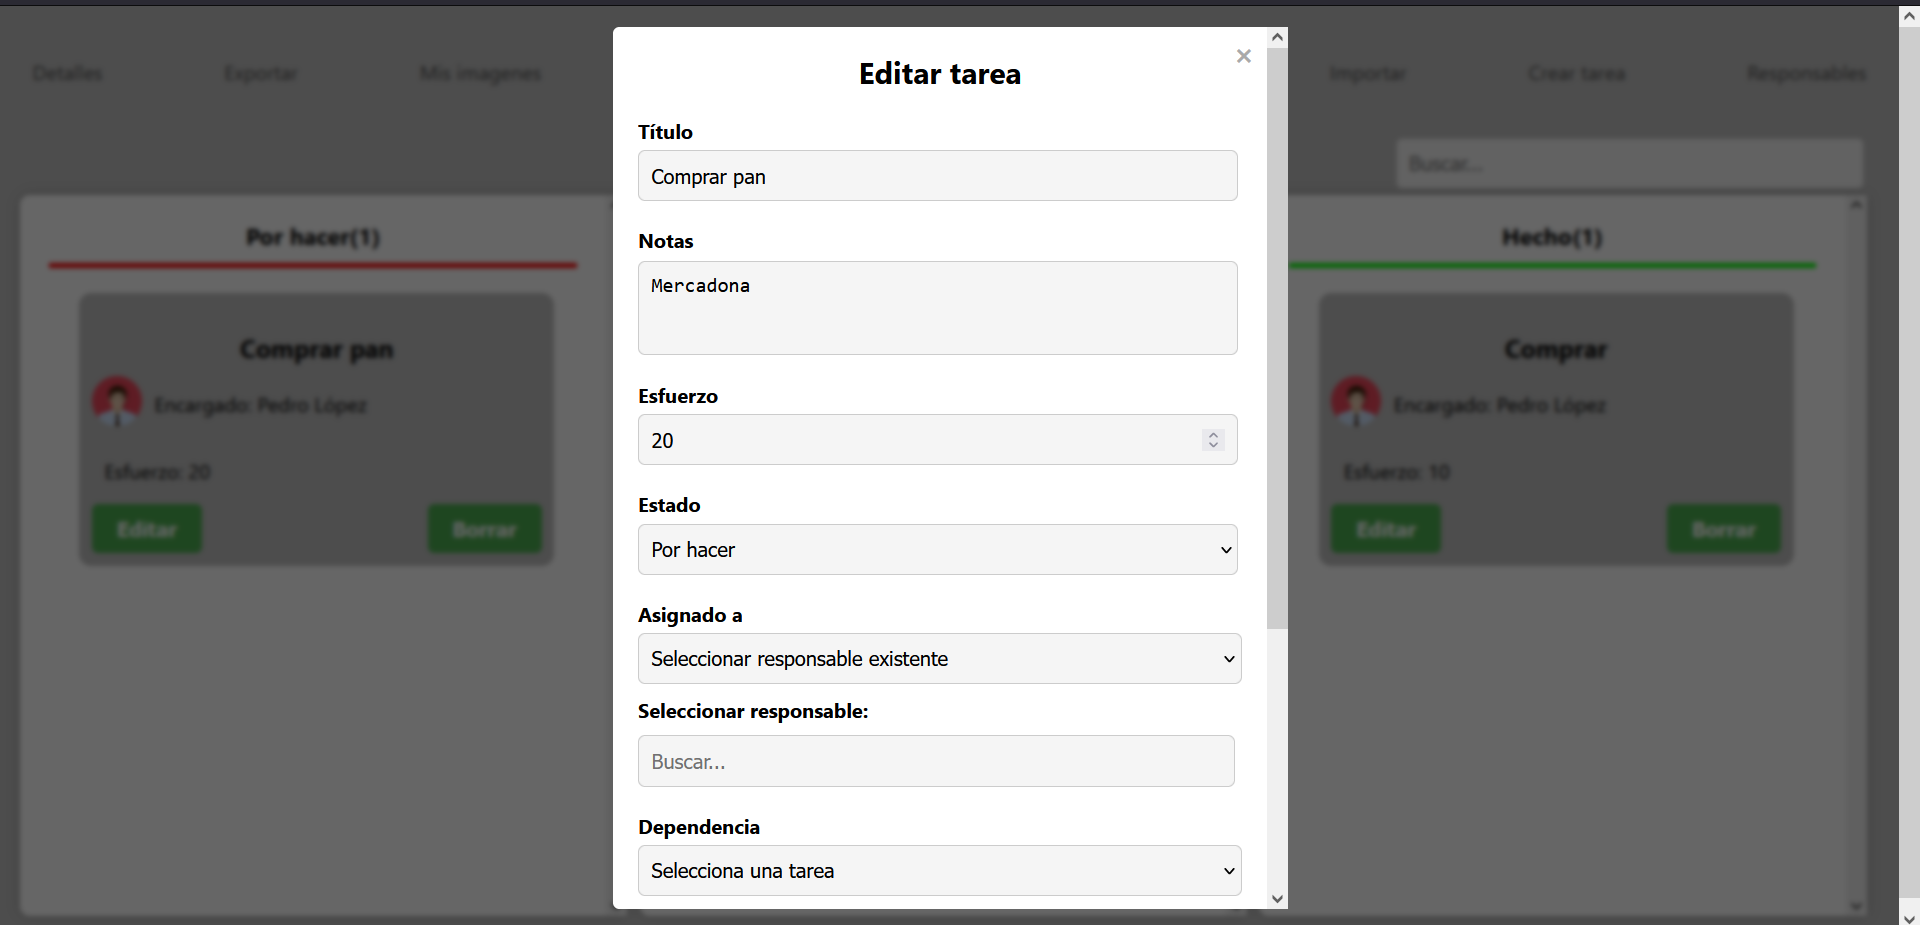 Detalles
Exportar
Mis imagenes
Importar
Crear tarea
Responsables
Buscar...
Por hacer(1)
Comprar pan
Encargado: Pedro López
Esfuerzo: 20
Editar
Borrar
Editar tarea
×
Título
Comprar pan
Notas
Mercadona
Esfuerzo
20
Estado
Por hacer
Asignado a
Seleccionar responsable existente
Seleccionar responsable:
Buscar...
Dependencia
Selecciona una tarea
Hecho(1)
Comprar
Encargado: Pedro López
Esfuerzo: 10
Editar
Borrar